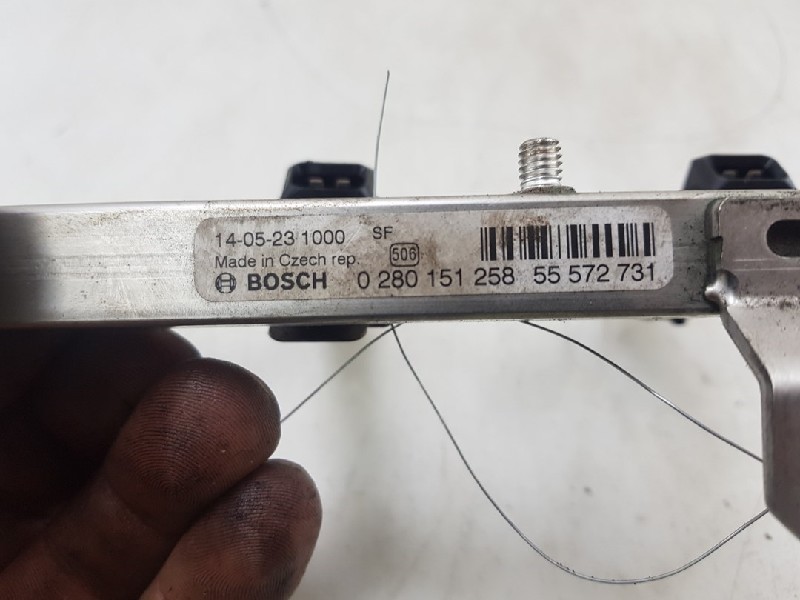 14-05-23 1000 SF
Made in Czech rep. 506
BOSCH 0 280 151 258 55 572 731